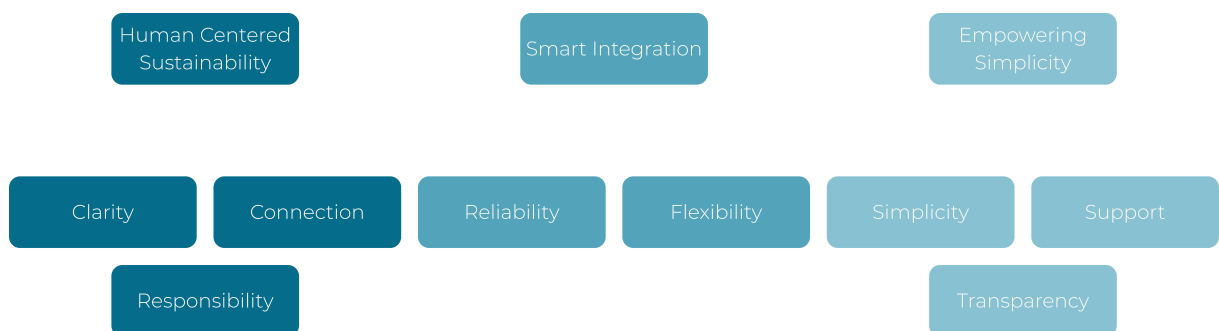 Human Centered
Sustainability
Smart Integration
Empowering
Simplicity
Clarity
Connection
Reliability
Flexibility
Simplicity
Support
Responsibility
Transparency